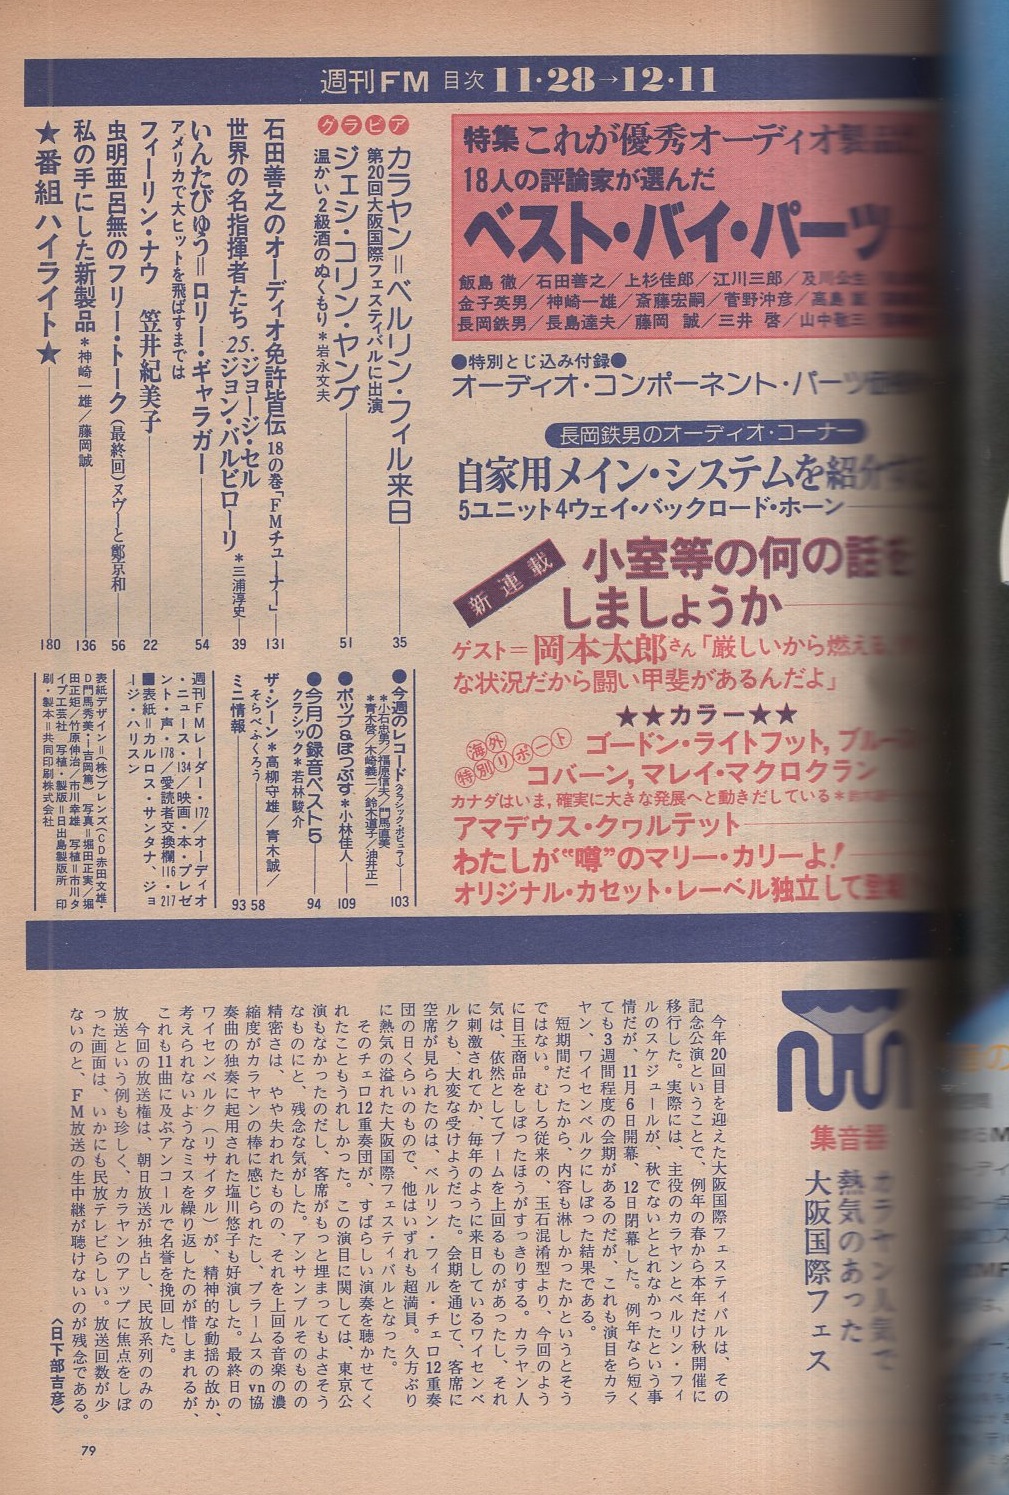 週刊FM 目次 11·28→12·11
特集 これが優秀オーディオ製品だ
18人の評論家が選んだ
ベスト・バイ・パーツ
飯島 徹／石田善之／上杉佳郎／江川三郎／及川公生
金子英男／神崎一雄／斎藤宏嗣／菅野沖彦／高島 誠
長岡鉄男／長島達夫／藤岡 誠／三井 啓／山中敬三
●特別とじ込み付録●
オーディオ・コンポーネント・パーツ
長岡鉄男のオーディオ・コーナー
自家用メイン・システムを紹介する
5ユニット4ウェイ・バックロード・ホーン
新連載
小室等の何の話を
しましょうか
ゲスト＝岡本太郎さん「厳しいから燃える
な状況だから闘い甲斐があるんだよ」
★★カラー★★
海外
特別リポート
ゴードン・ライトフット, ブルー
コバーン, マレイ・マクロクラン
カナダはいま, 確実に大きな発展へと動きだしている＊
アマデウス・クヮルテット
わたしが“噂”のマリー・カリーよ!
オリジナル・カセット・レーベル独立して登場
グラビア
カラヤン＝ベルリン・フィル来日 35
第20回大阪国際フェスティバルに出演
ジェシ・コリン・ヤング 51
温かい2級酒のぬくもり＊岩永文夫
石田善之のオーディオ免許皆伝 18の巻「FMチューナー」 131
世界の名指揮者たち 25. ジョージ・セル
ジョン・バルビローリ ＊三浦淳史 39
いんたびゅう＝ロリー・ギャラガー 54
アメリカで大ヒットを飛ばすまでは
フィーリン・ナウ 笠井紀美子 22
虫明亜呂無のフリー・トーク(最終回)ヌヴーと鄭京和 56
私の手にした新製品＊神崎一雄／藤岡誠 136
★番組ハイライト★ 180
●今週のレコード クラシック・ポピュラー 103
＊小石忠男／福原信夫／門馬直美
＊青木啓／木崎義二／鈴木道子／油井正一
●ポップ&ぽっぷす＊小林佳人 109
●今月の録音ベスト5 94
クラシック＊若林駿介
ザ・シーン＊高柳守雄／青木誠／
そらべ・ふくろう 58
ミニ情報 93
週刊FMレーダー・172／オーディオ
・ニュース・134／映画・本・プレゼ
ント・声・178／愛読者交換欄116・217
■表紙＝カルロス・サンタナ、ジョ
ージ・ハリスン
表紙デザイン＝(株)ブレンズ(CD赤田文雄・
D門馬秀美・I吉岡篤) 写真＝堀田正実／堀
田正矩／竹原伸治／市川幸雄 写植＝市川タ
イプ工芸社 写植・製版＝日出島製版所 印
刷・製本＝共同印刷株式会社
集音器
カラヤン人気で
熱気のあった
大阪国際フェス
今年20回目を迎えた大阪国際フェスティバルは、その
記念公演ということで、例年の春から本年だけ秋開催に
移行した。実際には、主役のカラヤンとベルリン・フィ
ルのスケジュールが、秋でないととれなかったという事
情だが、11月6日開幕、12日閉幕した。例年なら短く
ても3週間程度の会期があるのだが、これも演目をカラ
ヤン、ワイセンベルクにしぼった結果である。
短期間だったから、内容も淋しかったかというとそう
ではない。むしろ従来の、玉石混淆型より、今回のよう
に目玉商品をしぼったほうがすっきりする。カラヤン人
気は、依然としてブームを上回るものがあったし、それ
に刺激されてか、毎年のように来日しているワイセンベ
ルクも、大変な受けようだった。会期を通じて、客席に
空席が見られたのは、ベルリン・フィル・チェロ12重奏
団の日くらいのもので、他はいずれも超満員。久方ぶり
に熱気の溢れた大阪国際フェスティバルとなった。
そのチェロ12重奏団が、すばらしい演奏を聴かせてく
れたこともうれしかった。この演目に関しては、東京公
演もなかったのだし、客席がもっと埋まってもよさそう
なものにと、残念な気がした。アンサンブルそのものの
精密さは、やや失われたものの、それを上回る音楽の濃
縮度がカラヤンの棒に感じられたし、ブラームスのvn協
奏曲の独奏に起用された塩川悠子も好演した。最終日の
ワイセンベルク(リサイタル)が、精神的な動揺の故か、
考えられないようなミスを繰り返したのが惜しまれるが、
これも11曲に及ぶアンコールで名誉を挽回した。
今回の放送権は、朝日放送が独占し、民放系列のみの
放送という例も珍しく、カラヤンのアップに焦点をしぼ
った画面は、いかにも民放テレビらしい。放送回数が少
ないのと、FM放送の生中継が聴けないのが残念である。
〈日下部吉彦〉
79